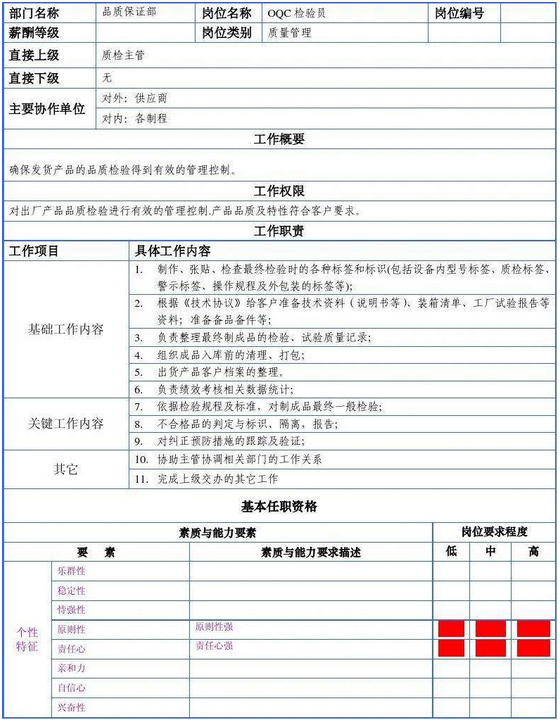 部门名称 品质保证部 岗位名称 OQC 检验员 岗位编号
薪酬等级 岗位类别 质量管理
直接上级 质检主管
直接下级 无
主要协作单位 对外：供应商
对内：各制程
工作概要
确保发货产品的品质检验得到有效的管理控制。
工作权限
对出厂产品品质检验进行有效的管理控制,产品品质及特性符合客户要求。
工作职责
工作项目 具体工作内容
基础工作内容
1. 制作、张贴、检查最终检验时的各种标签和标识(包括设备内型号标签、质检标签、
警示标签、操作规程及外包装的标签等);
2. 根据《技术协议》给客户准备技术资料（说明书等）、装箱清单、工厂试验报告等
资料；准备备品备件等；
3. 负责整理最终制成品的检验、试验质量记录；
4. 组织成品入库前的清理、打包；
5. 出货产品客户档案的整理。
6. 负责绩效考核相关数据统计；
关键工作内容
7. 依据检验规程及标准，对制成品最终一般检验；
8. 不合格品的判定与标识、隔离，报告；
9. 对纠正预防措施的跟踪及验证；
其它
10. 协助主管协调相关部门的工作关系
11. 完成上级交办的其它工作
基本任职资格
素质与能力要素 岗位要求程度
要 素 素质与能力要求描述 低 中 高
个性
特征
乐群性
稳定性
恃强性
原则性 原则性强
责任心 责任心强
亲和力
自信心
兴奋性